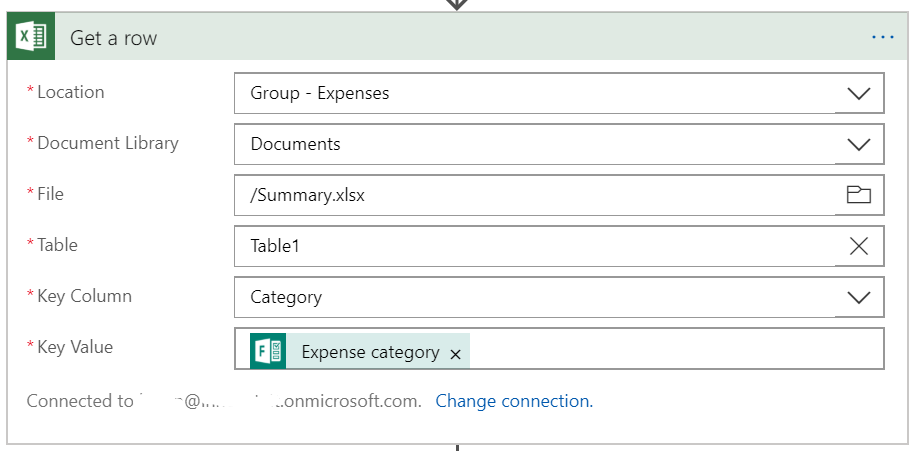 Get a row
* Location Group - Expenses
* Document Library Documents
* File /Summary.xlsx
* Table Table1
* Key Column Category
* Key Value Expense category ×
Connected to onmicrosoft.com. Change connection.